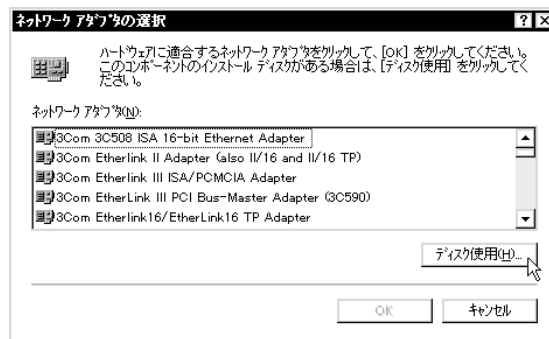 ﾈｯﾄﾜｰｸ ｱﾀﾞﾌﾟﾀの選択
ﾊｰﾄﾞｳｪｱに適合するﾈｯﾄﾜｰｸ ｱﾀﾞﾌﾟﾀをｸﾘｯｸして、[OK] をｸﾘｯｸしてください。
このｺﾝﾎﾟｰﾈﾝﾄのｲﾝｽﾄｰﾙ ﾃﾞｨｽｸがある場合は、[ﾃﾞｨｽｸ使用] をｸﾘｯｸしてく
ださい。
ﾈｯﾄﾜｰｸ ｱﾀﾞﾌﾟﾀ(N):
3Com 3C508 ISA 16-bit Ethernet Adapter
3Com Etherlink II Adapter (also II/16 and II/16 TP)
3Com Etherlink III ISA/PCMCIA Adapter
3Com EtherLink III PCI Bus-Master Adapter (3C590)
3Com Etherlink16/EtherLink16 TP Adapter
ﾃﾞｨｽｸ使用(H)...
OK
ｷｬﾝｾﾙ